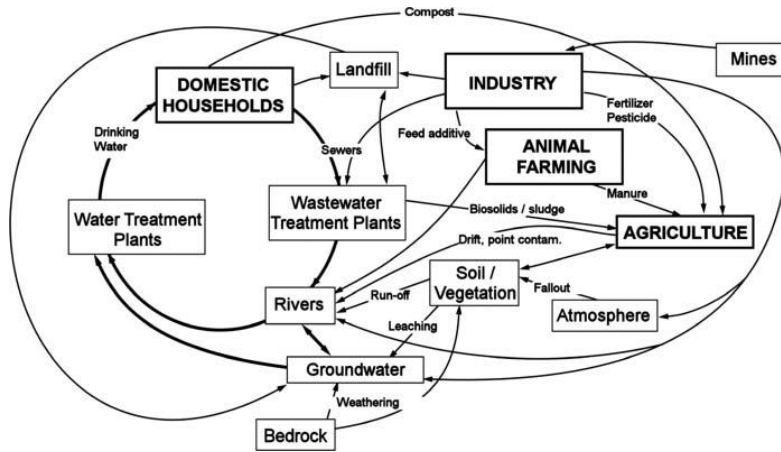 Compost
Mines
Landfill
INDUSTRY
DOMESTIC
HOUSEHOLDS
Fertilizer
Pesticide
Drinking
Water
Sewers
Feed additive
ANIMAL
FARMING
Manure
Water Treatment
Plants
Wastewater
Treatment Plants
Biosolids / sludge
AGRICULTURE
Drift, point contam.
Rivers
Run-off
Soil /
Vegetation
Fallout
Atmosphere
Leaching
Groundwater
Weathering
Bedrock